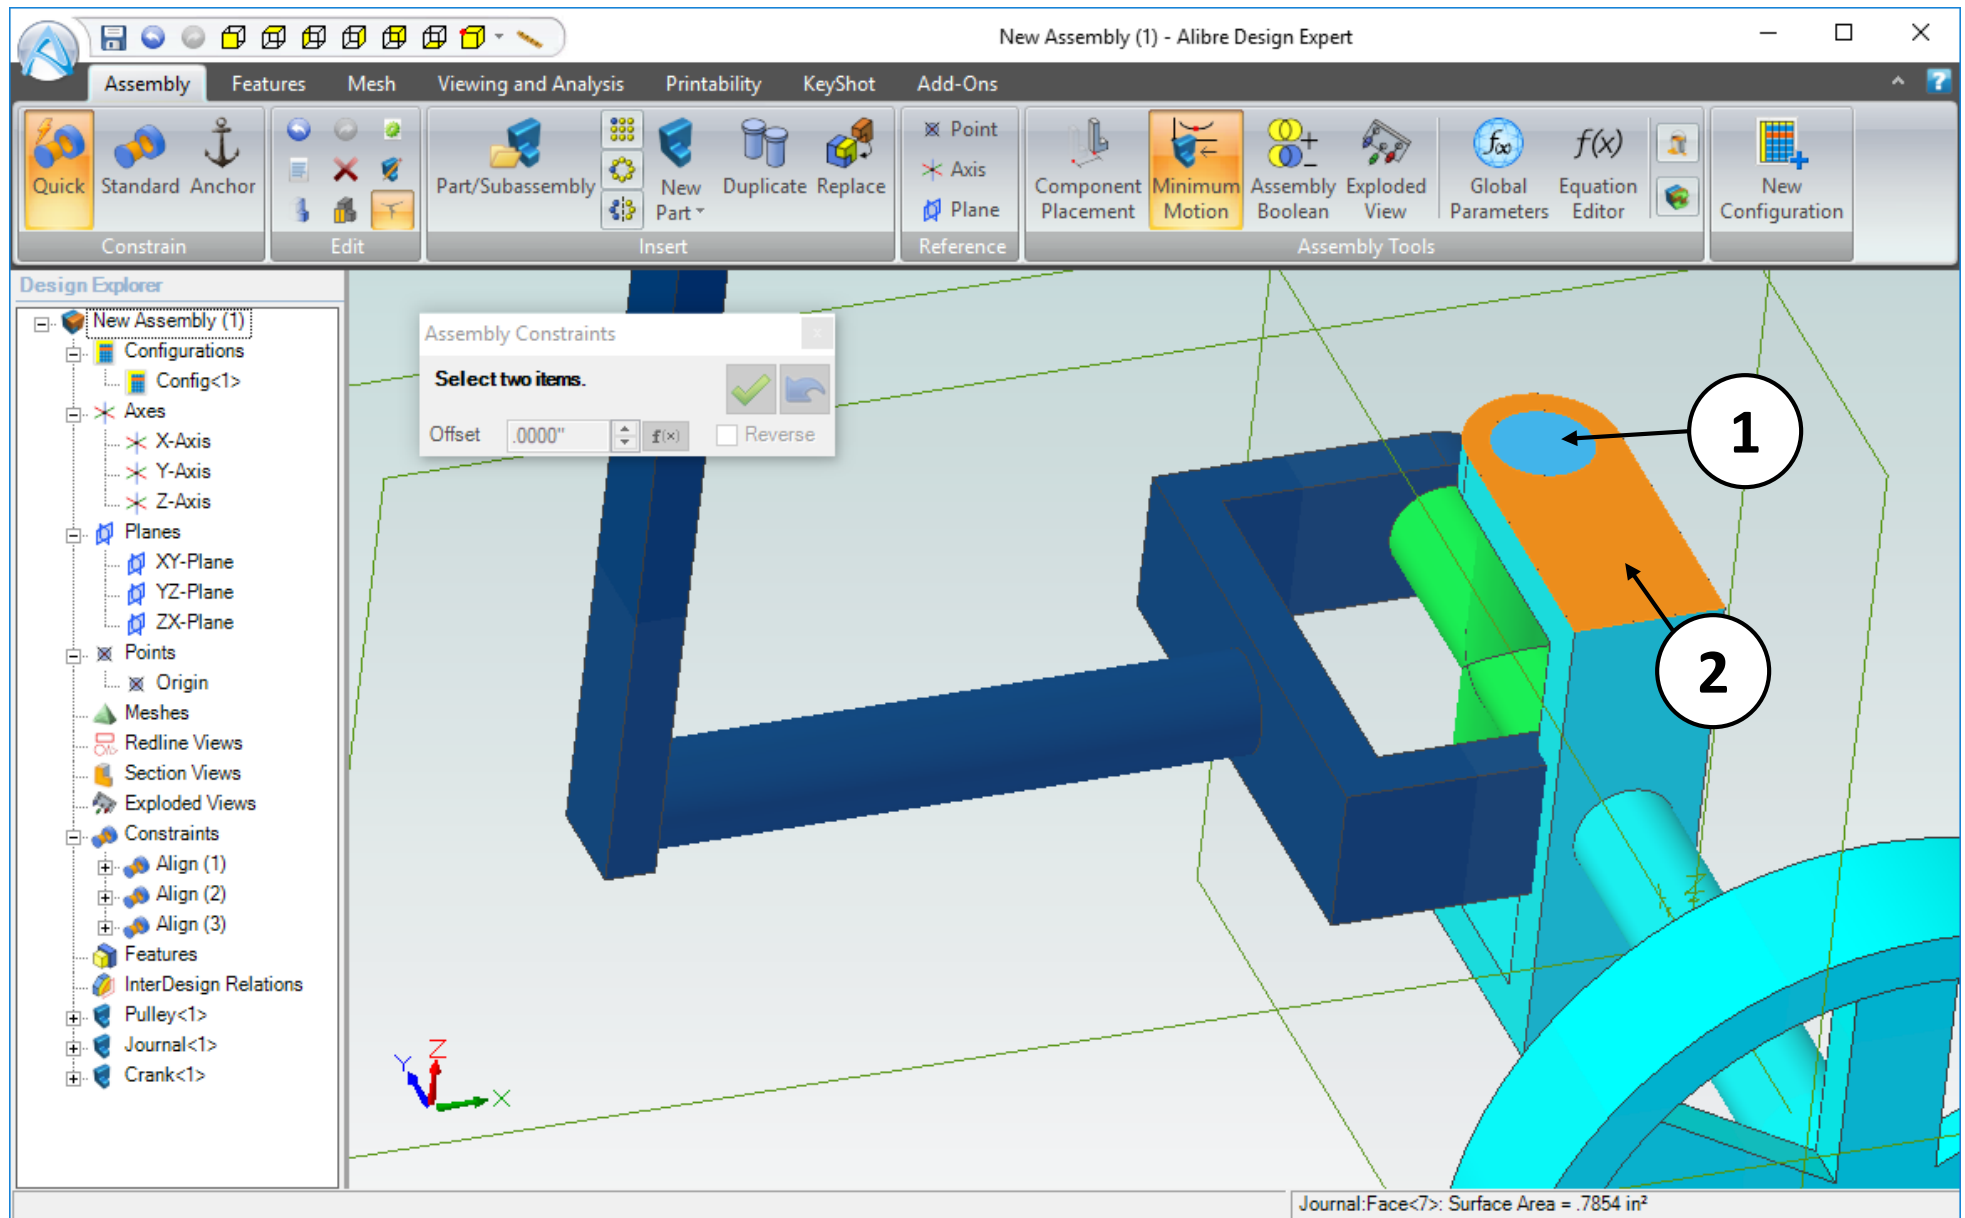 New Assembly (1) - Alibre Design Expert
Assembly Features Mesh Viewing and Analysis Printability KeyShot Add-Ons
Quick Standard Anchor
Constrain
Edit
Part/Subassembly New Part Duplicate Replace
Insert
Point
Axis
Plane
Reference
Component Placement Minimum Motion Assembly Boolean Exploded View Global Parameters f(x) Equation Editor
Assembly Tools
New Configuration
Design Explorer
New Assembly (1)
Configurations
Config<1>
Axes
X-Axis
Y-Axis
Z-Axis
Planes
XY-Plane
YZ-Plane
ZX-Plane
Points
Origin
Meshes
Redline Views
Section Views
Exploded Views
Constraints
Align (1)
Align (2)
Align (3)
Features
InterDesign Relations
Pulley<1>
Journal<1>
Crank<1>
Assembly Constraints
Select two items.
Offset .0000" f(x) Reverse
1
2
Z
Y
X
Journal:Face<7>: Surface Area = .7854 in²